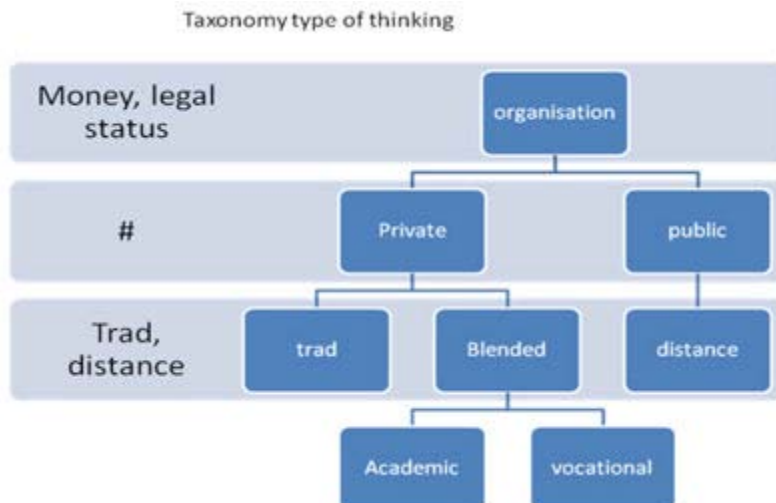 Taxonomy type of thinking
Money, legal
status
organisation
#
Private
public
Trad,
distance
trad
Blended
distance
Academic
vocational